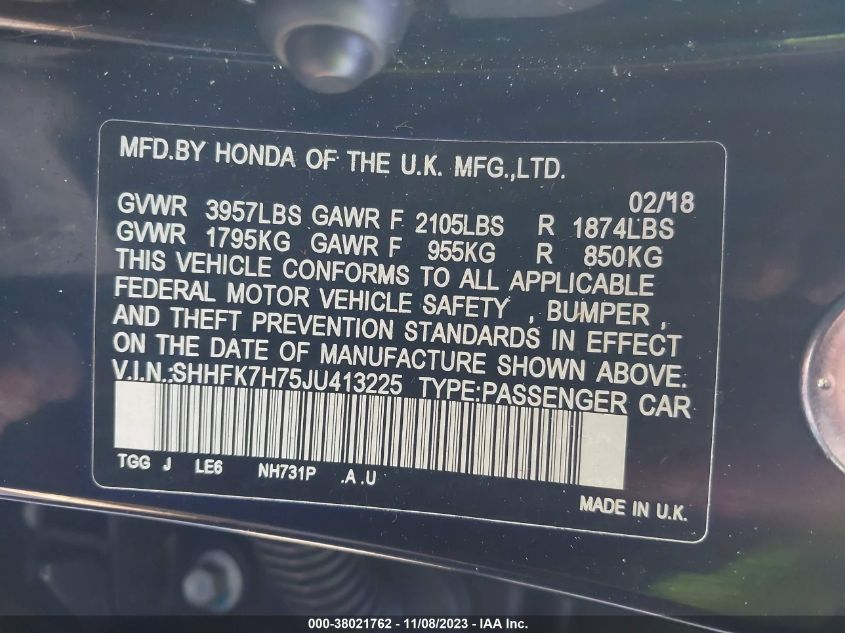 MFD.BY HONDA OF THE U.K. MFG.,LTD.
02/18
GVWR 3957LBS GAWR F 2105LBS R 1874LBS
GVWR 1795KG GAWR F 955KG R 850KG
THIS VEHICLE CONFORMS TO ALL APPLICABLE
FEDERAL MOTOR VEHICLE SAFETY , BUMPER ,
AND THEFT PREVENTION STANDARDS IN EFFECT
ON THE DATE OF MANUFACTURE SHOWN ABOVE.
V.I.N.:SHHFK7H75JU413225 TYPE:PASSENGER CAR
TGG J LE6 NH731P .A .U
MADE IN U.K.
000-38021762 - 11/08/2023 - IAA Inc.